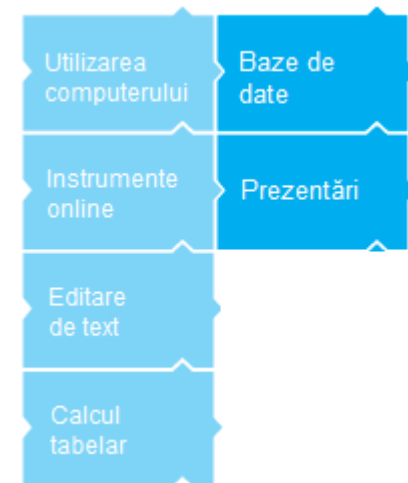 Utilizarea
computerului
Baze de
date
Instrumente
online
Prezentări
Editare
de text
Calcul
tabelar